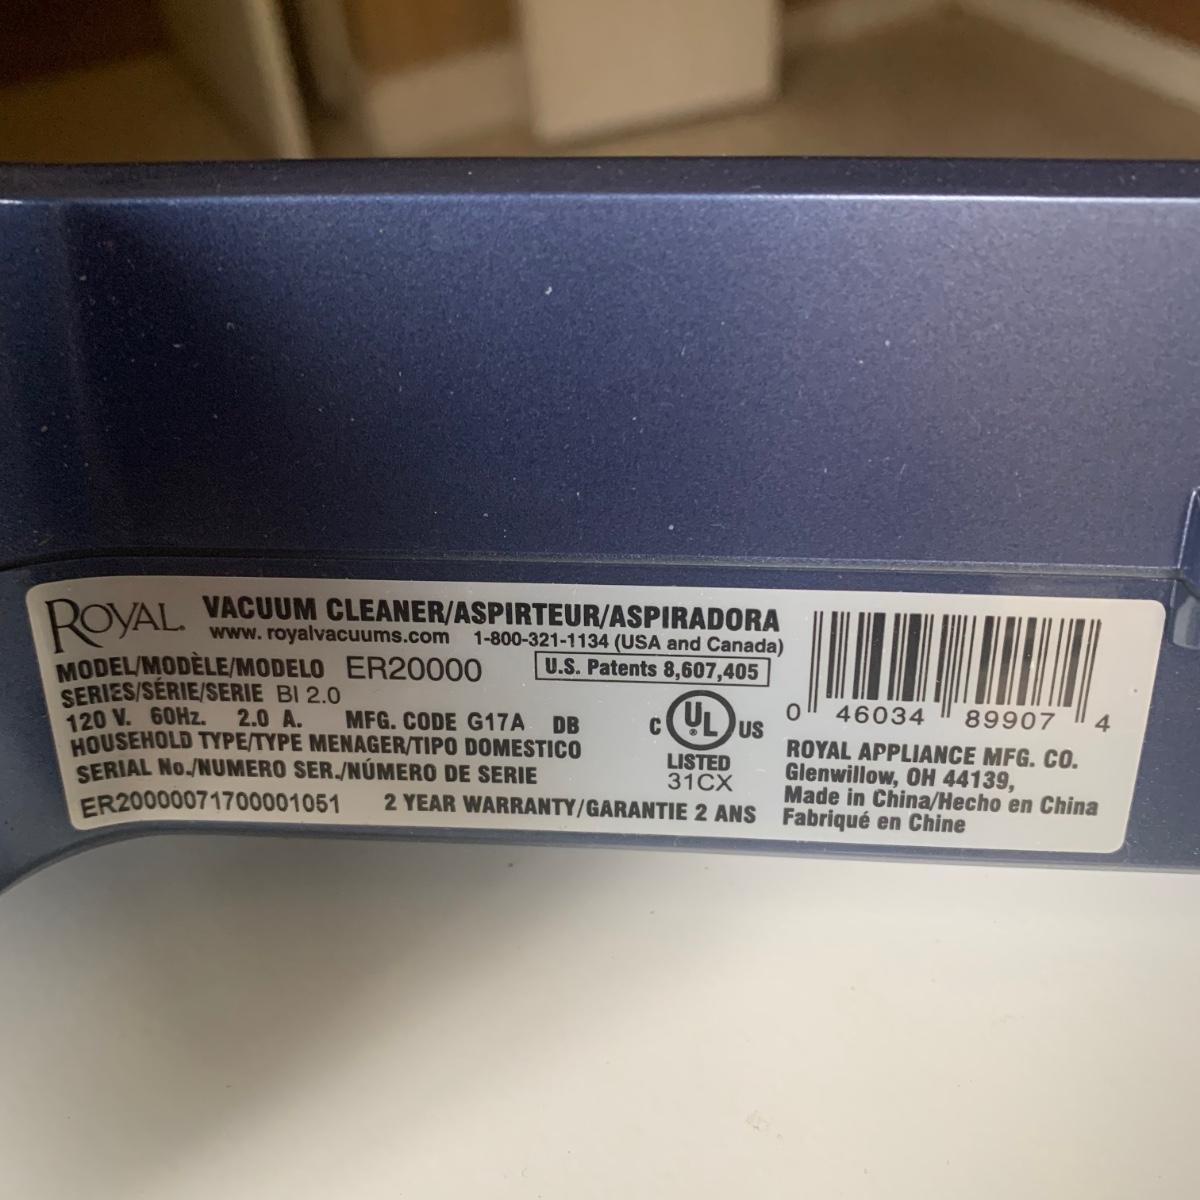 ROYAL® VACUUM CLEANER/ASPIRTEUR/ASPIRADORA
www. royalvacuums.com 1-800-321-1134 (USA and Canada)
MODEL/MODÈLE/MODELO ER20000
U.S. Patents 8,607,405
SERIES/SÉRIE/SERIE BI 2.0
120 V. 60Hz. 2.0 A. MFG. CODE G17A DB
HOUSEHOLD TYPE/TYPE MENAGER/TIPO DOMESTICO
SERIAL No./NUMERO SER./NÚMERO DE SERIE
ER20000071700001051 2 YEAR WARRANTY/GARANTIE 2 ANS
C UL® US
LISTED
31CX
0 46034 89907 4
ROYAL APPLIANCE MFG. CO.
Glenwillow, OH 44139,
Made in China/Hecho en China
Fabriqué en Chine